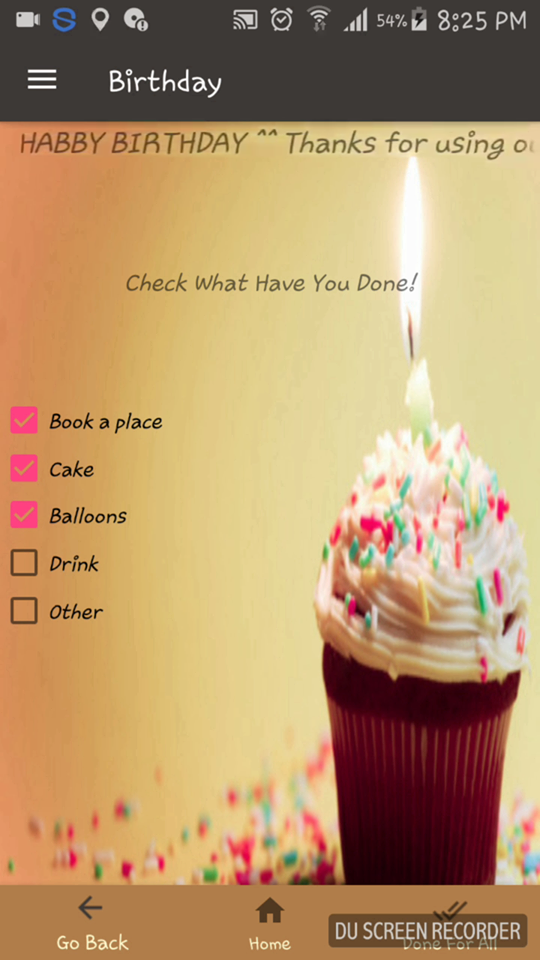 54% 8:25 PM
Birthday
HABBY BIRTHDAY ^^ Thanks for using
Check What Have You Done!
Book a place
Cake
Balloons
Drink
Other
Go Back
Home
DU SCREEN RECORDER
Done For All